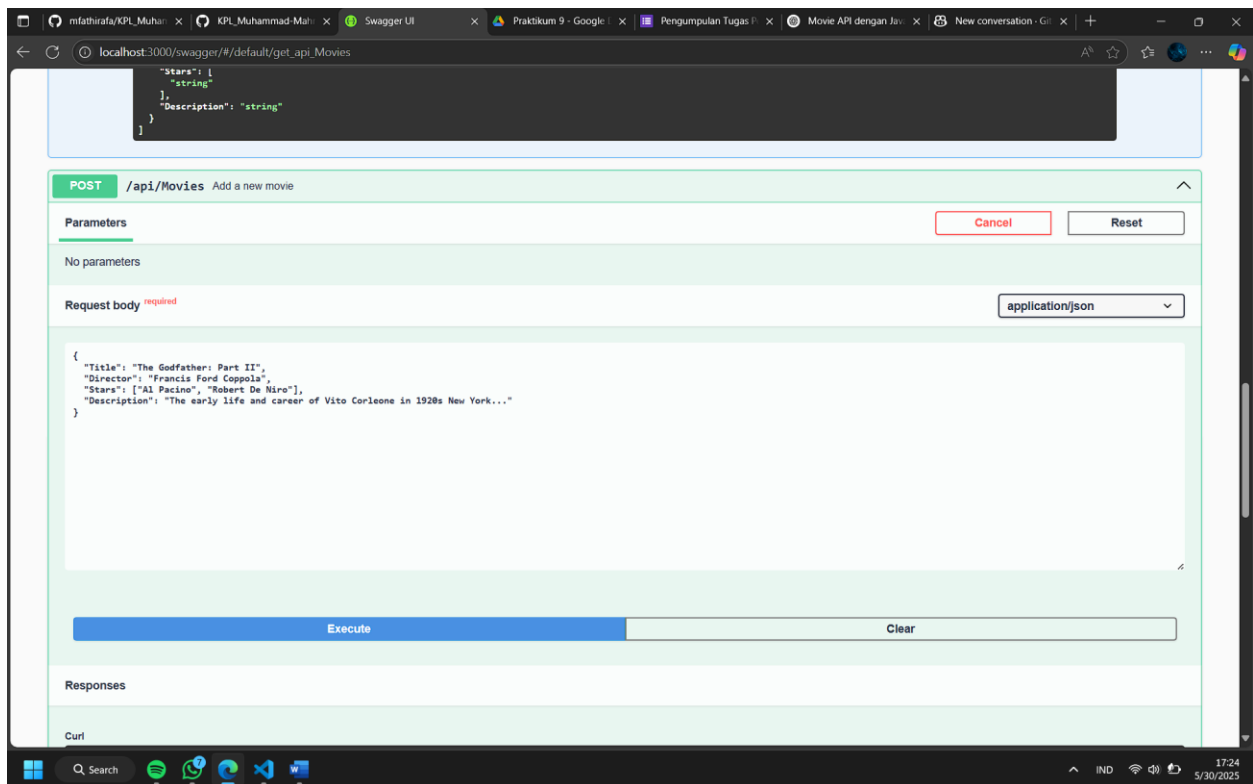 mfathirafa/KPL_Muhan
KPL_Muhammad-Mahr
Swagger UI
Praktikum 9 - Google D
Pengumpulan Tugas P
Movie API dengan Java
New conversation · Git
localhost:3000/swagger/#/default/get_api_Movies
"Stars": [
"string"
],
"Description": "string"
}
]
POST /api/Movies Add a new movie
Parameters
Cancel
Reset
No parameters
Request body required
application/json
{
"Title": "The Godfather: Part II",
"Director": "Francis Ford Coppola",
"Stars": ["Al Pacino", "Robert De Niro"],
"Description": "The early life and career of Vito Corleone in 1920s New York..."
}
Execute
Clear
Responses
Curl
Search
7
IND
17:24
5/30/2025